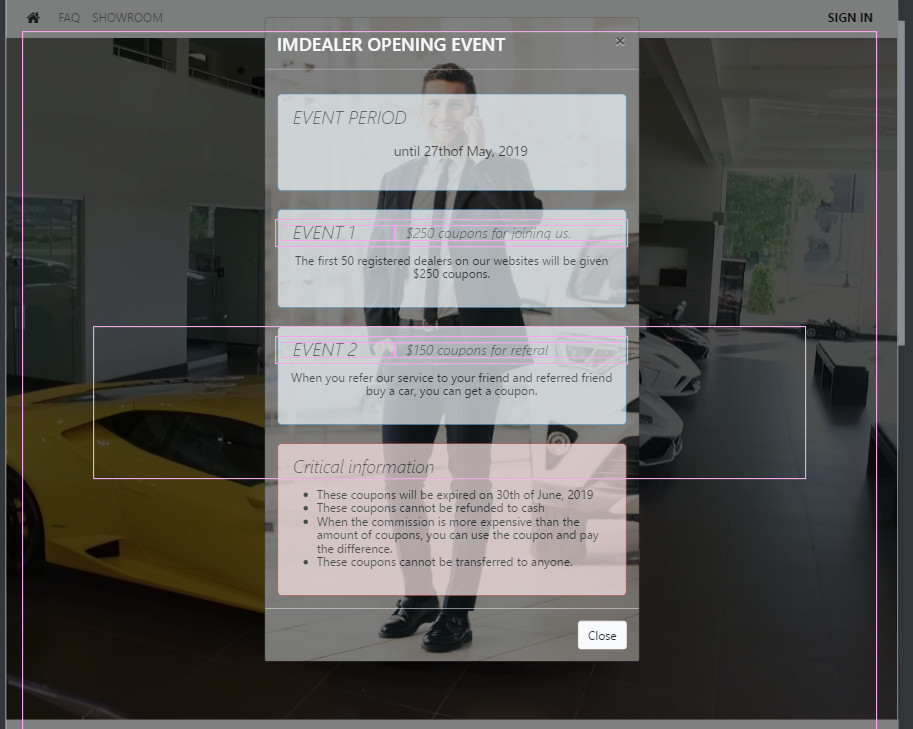 FAQ SHOWROOM SIGN IN
IMDEALER OPENING EVENT ×
EVENT PERIOD
until 27thof May, 2019
EVENT 1 $250 coupons for joining us.
The first 50 registered dealers on our websites will be given
$250 coupons.
EVENT 2 $150 coupons for referal
When you refer our service to your friend and referred friend
buy a car, you can get a coupon.
Critical information
• These coupons will be expired on 30th of June, 2019
• These coupons cannot be refunded to cash
• When the commission is more expensive than the
amount of coupons, you can use the coupon and pay
the difference.
• These coupons cannot be transferred to anyone.
Close